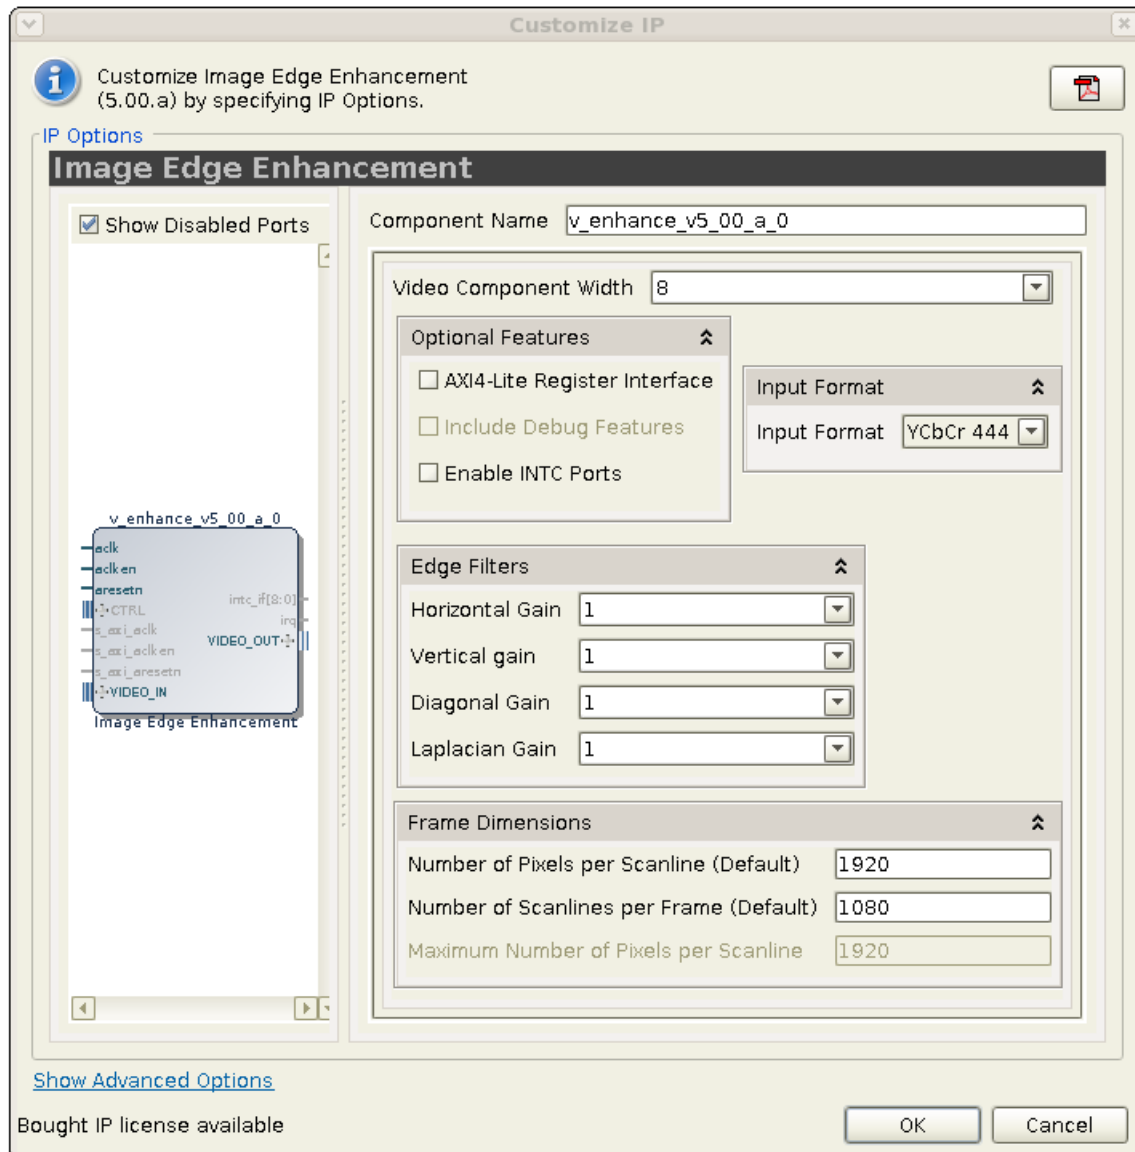 Customize IP
Customize Image Edge Enhancement
(5.00.a) by specifying IP Options.
IP Options
Image Edge Enhancement
Show Disabled Ports
v_enhance_v5_00_a_0
aclk
aclken
aresetn
CTRL
s_axi_aclk
s_axi_aclken
s_axi_aresetn
VIDEO_IN
intc_if[8:0]
irq
VIDEO_OUT
Image Edge Enhancement
Component Name v_enhance_v5_00_a_0
Video Component Width 8
Optional Features
AXI4-Lite Register Interface
Include Debug Features
Enable INTC Ports
Input Format
Input Format YCbCr 444
Edge Filters
Horizontal Gain 1
Vertical gain 1
Diagonal Gain 1
Laplacian Gain 1
Frame Dimensions
Number of Pixels per Scanline (Default) 1920
Number of Scanlines per Frame (Default) 1080
Maximum Number of Pixels per Scanline 1920
Show Advanced Options
Bought IP license available
OK
Cancel